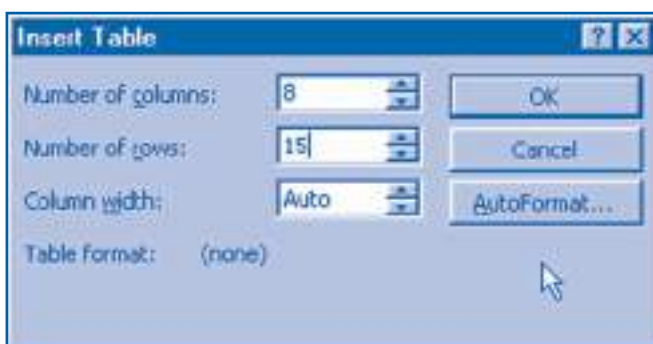 Insert Table
Number of columns: 8 OK
Number of rows: 15 Cancel
Column width: Auto AutoFormat...
Table format: (none)